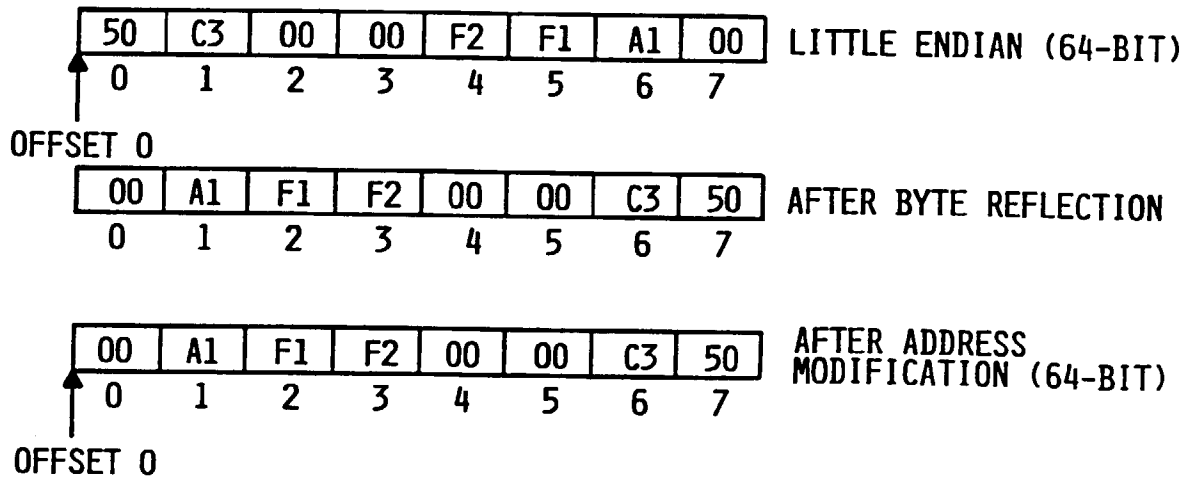 50 C3 00 00 F2 F1 A1 00 LITTLE ENDIAN (64-BIT)
0 1 2 3 4 5 6 7
OFFSET 0
00 A1 F1 F2 00 00 C3 50 AFTER BYTE REFLECTION
0 1 2 3 4 5 6 7
00 A1 F1 F2 00 00 C3 50 AFTER ADDRESS
MODIFICATION (64-BIT)
0 1 2 3 4 5 6 7
OFFSET 0